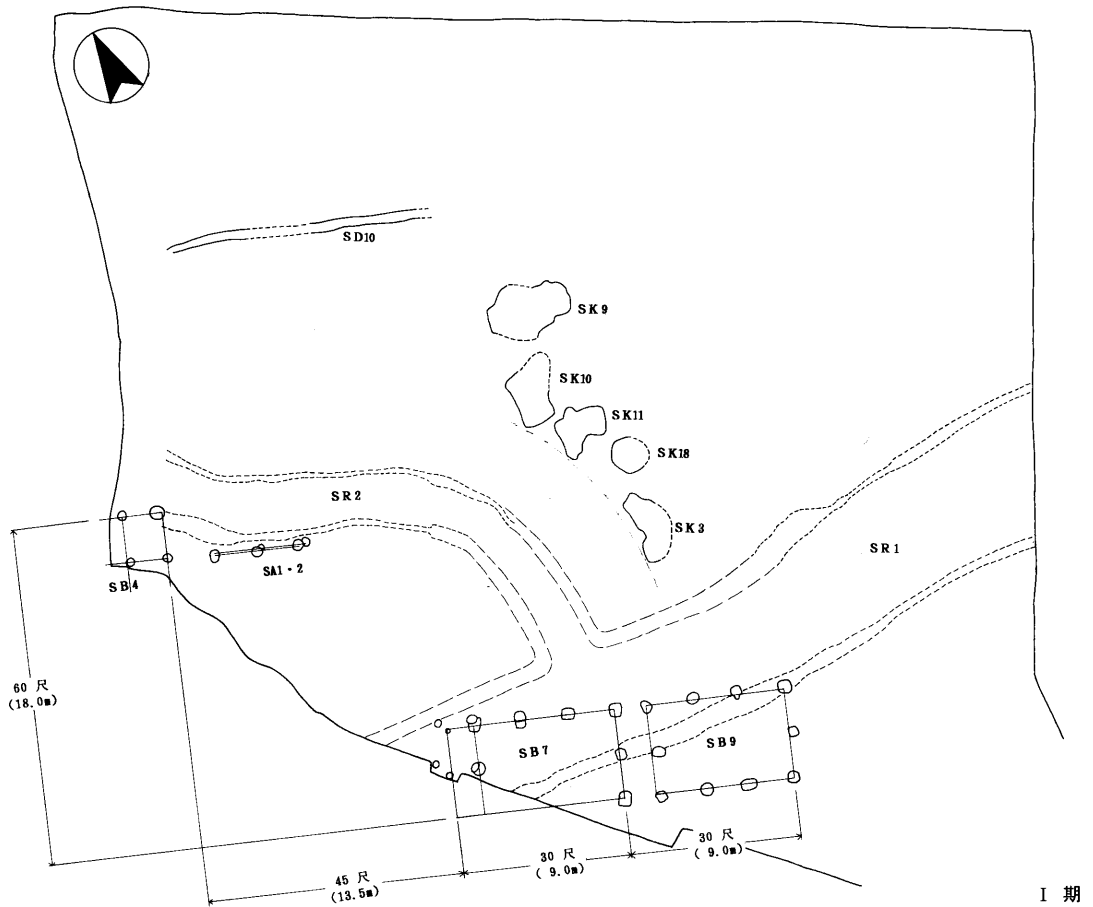 SD10
SK9
SK10
SK11
SK18
SR2
SK3
SR1
SB4
SA1・2
60 尺
(18.0m)
SB7
SB9
45 尺
(13.5m)
30 尺
( 9.0m)
30 尺
( 9.0m)
I 期